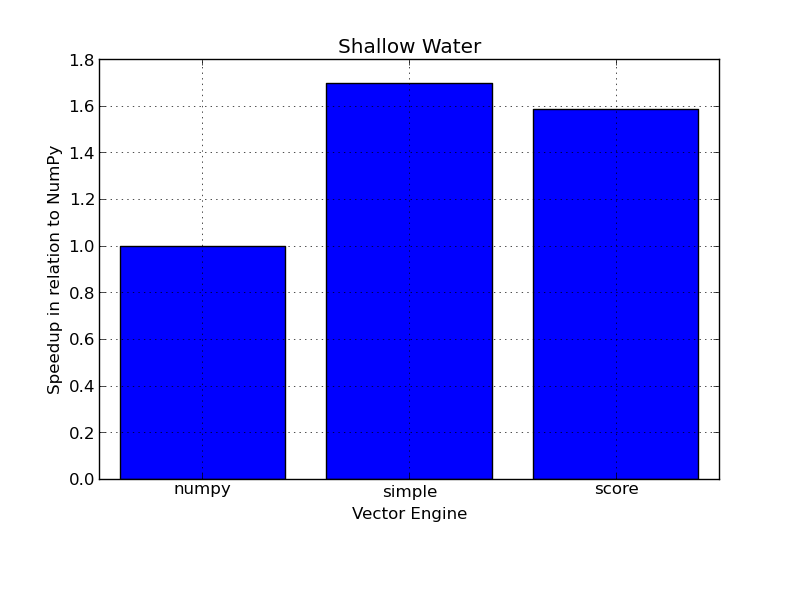 Shallow Water
1.8
1.6
1.4
1.2
1.0
0.8
0.6
0.4
0.2
0.0
Speedup in relation to NumPy
numpy simple score
Vector Engine